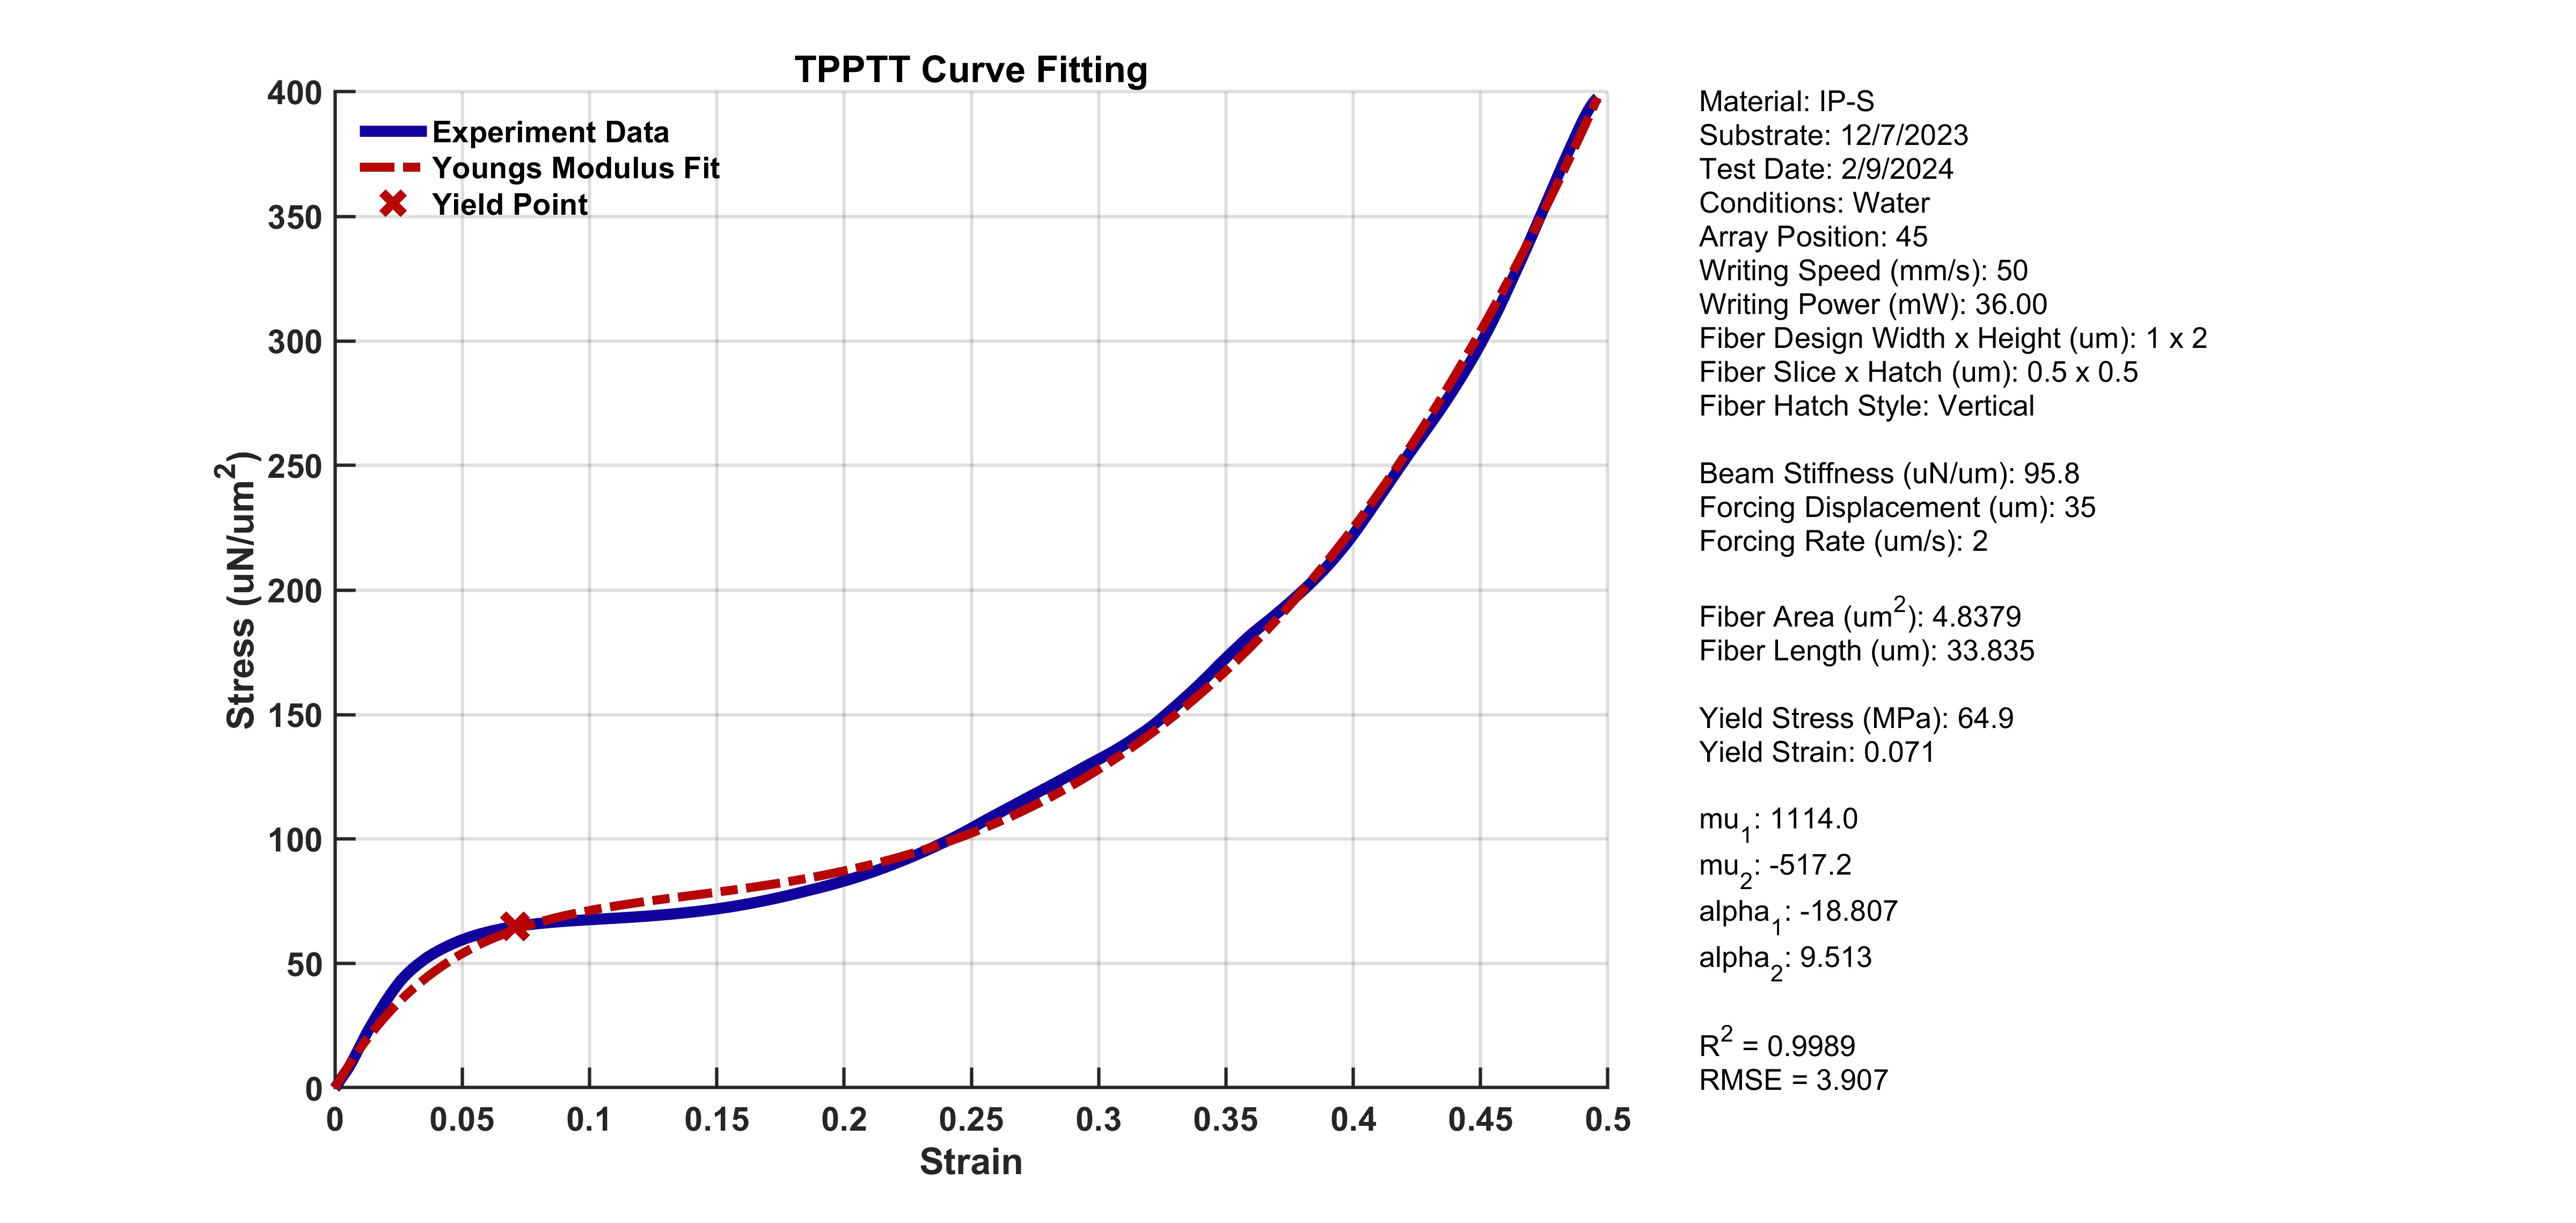 TPPTT Curve Fitting
400
350
300
250
200
150
100
50
0
Stress (uN/um²)
Experiment Data
Youngs Modulus Fit
Yield Point
0 0.05 0.1 0.15 0.2 0.25 0.3 0.35 0.4 0.45 0.5
Strain
Material: IP-S
Substrate: 12/7/2023
Test Date: 2/9/2024
Conditions: Water
Array Position: 45
Writing Speed (mm/s): 50
Writing Power (mW): 36.00
Fiber Design Width x Height (um): 1 x 2
Fiber Slice x Hatch (um): 0.5 x 0.5
Fiber Hatch Style: Vertical
Beam Stiffness (uN/um): 95.8
Forcing Displacement (um): 35
Forcing Rate (um/s): 2
Fiber Area (um²): 4.8379
Fiber Length (um): 33.835
Yield Stress (MPa): 64.9
Yield Strain: 0.071
mu₁: 1114.0
mu₂: -517.2
alpha₁: -18.807
alpha₂: 9.513
R² = 0.9989
RMSE = 3.907